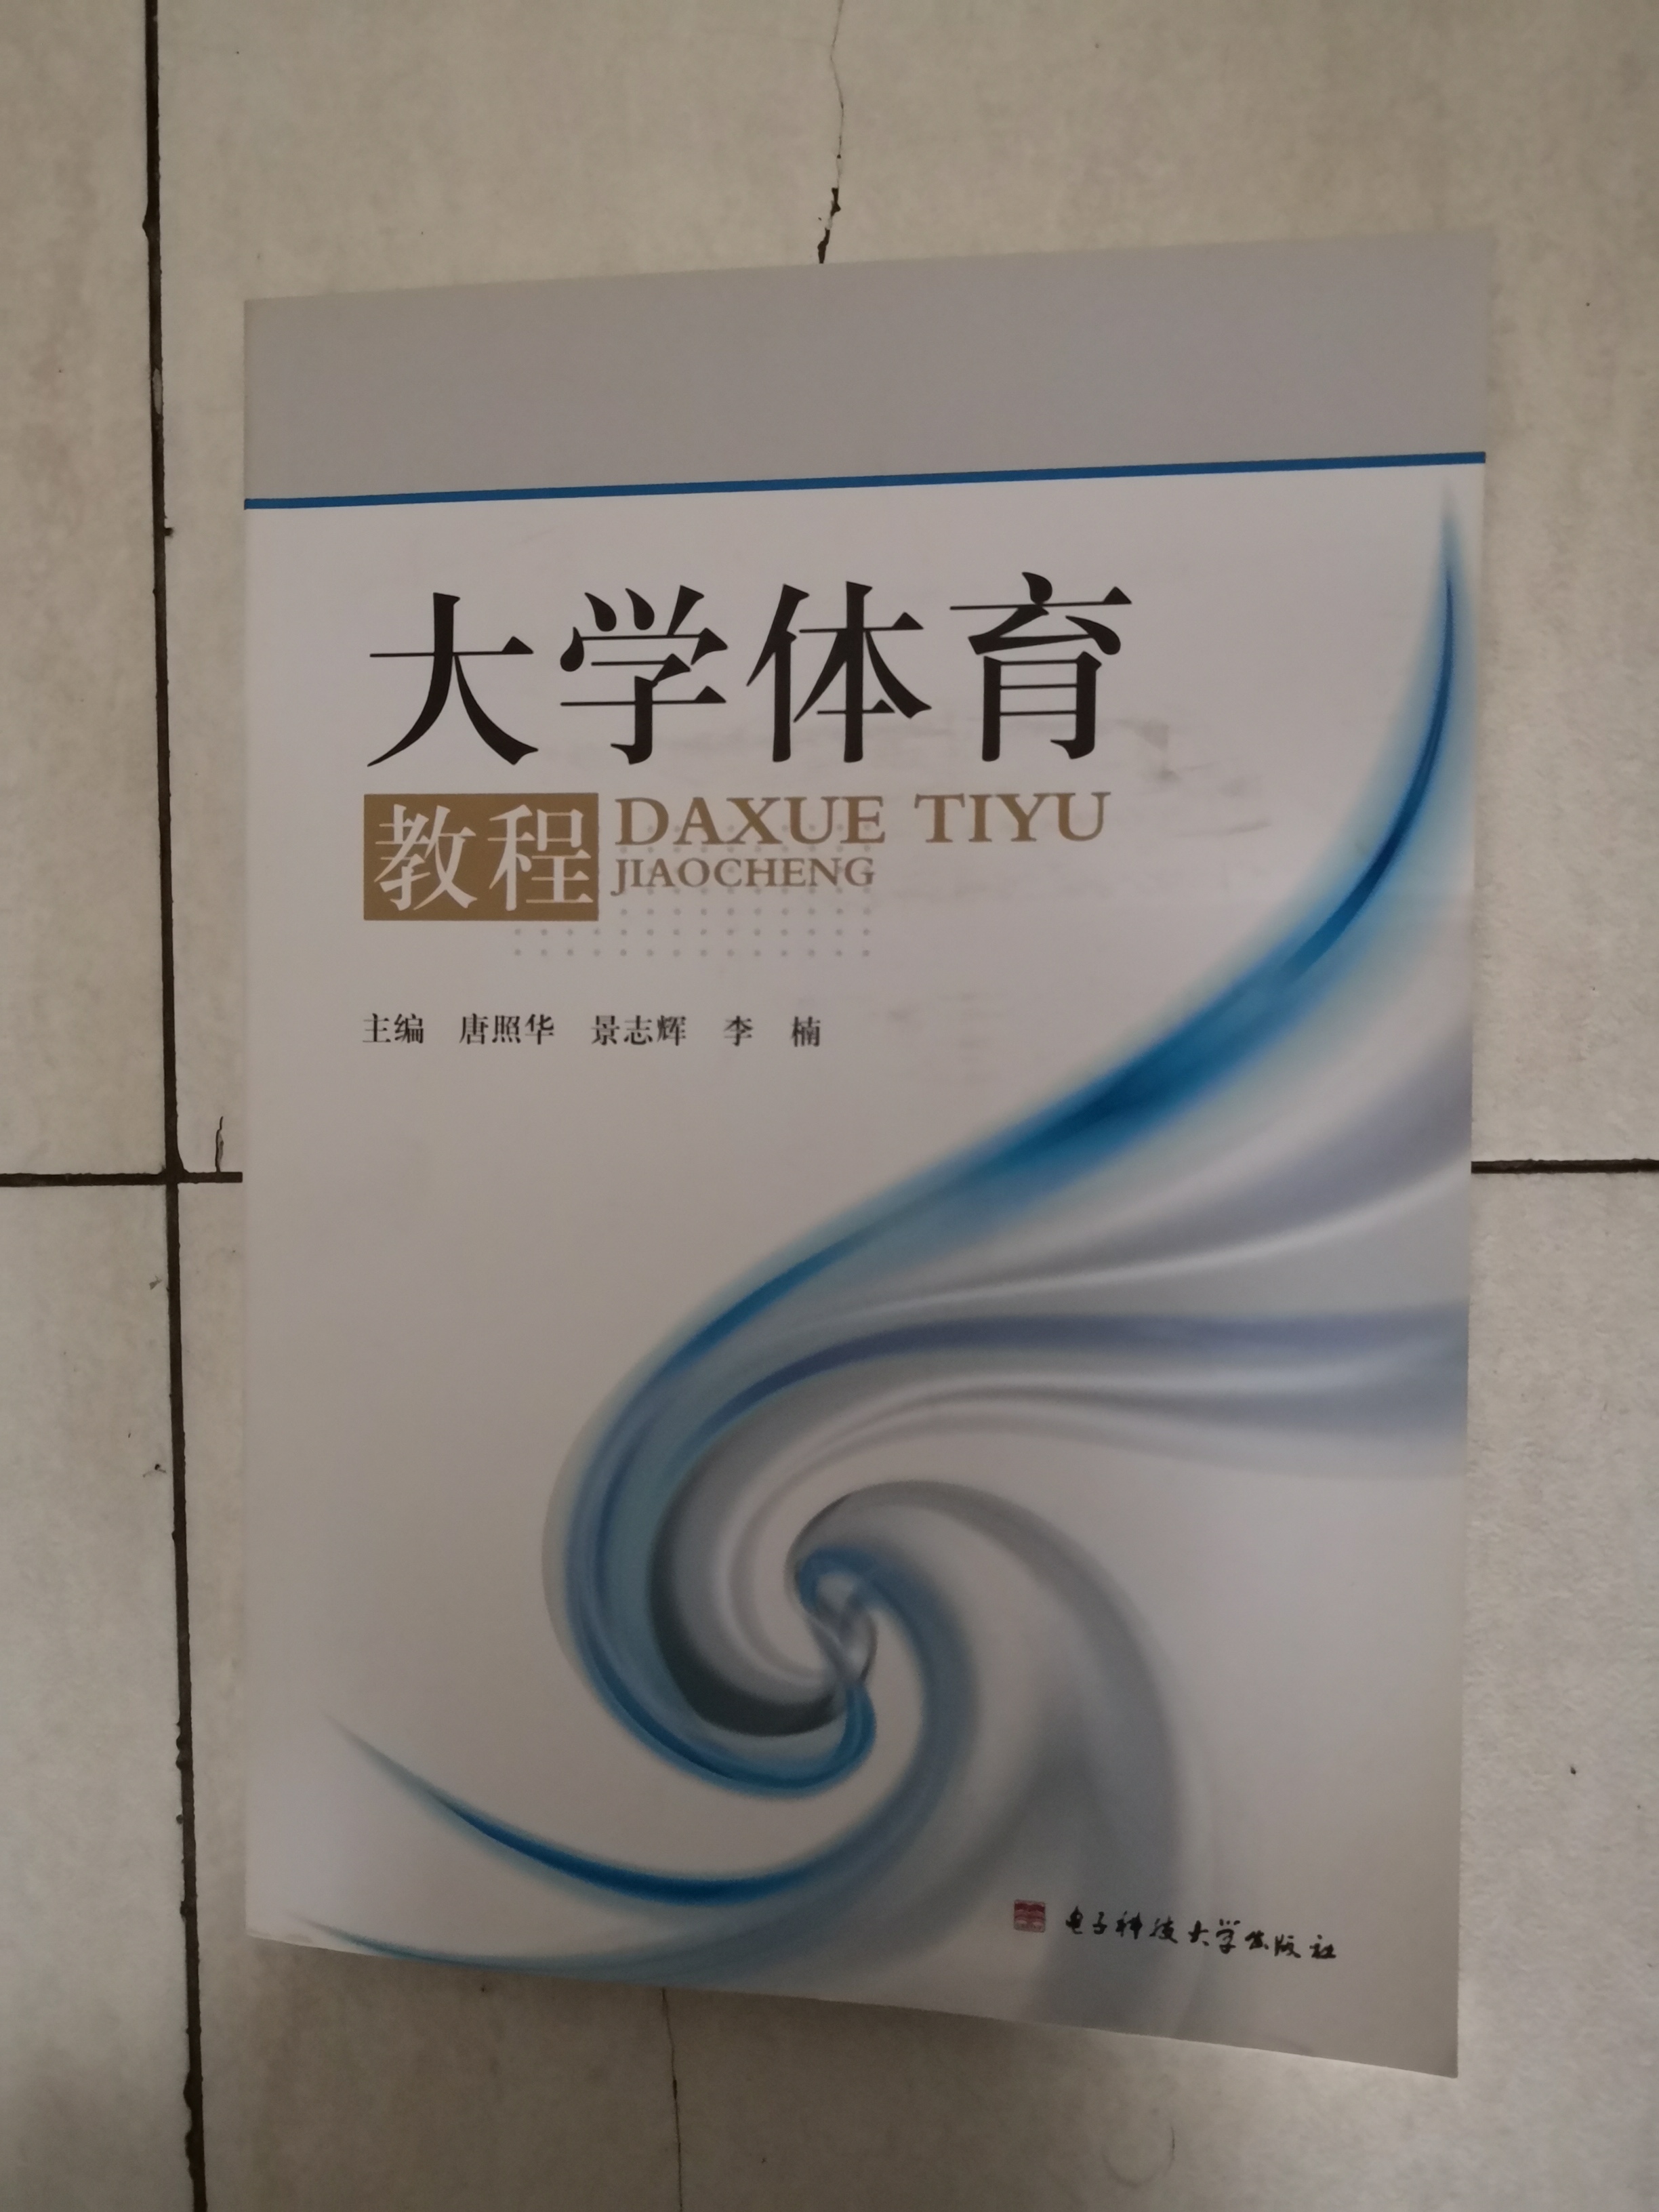 大学体育
教程 DAXUE TIYU
JIAOCHENG
主编 唐照华 景志辉 李 楠
电子科技大学出版社